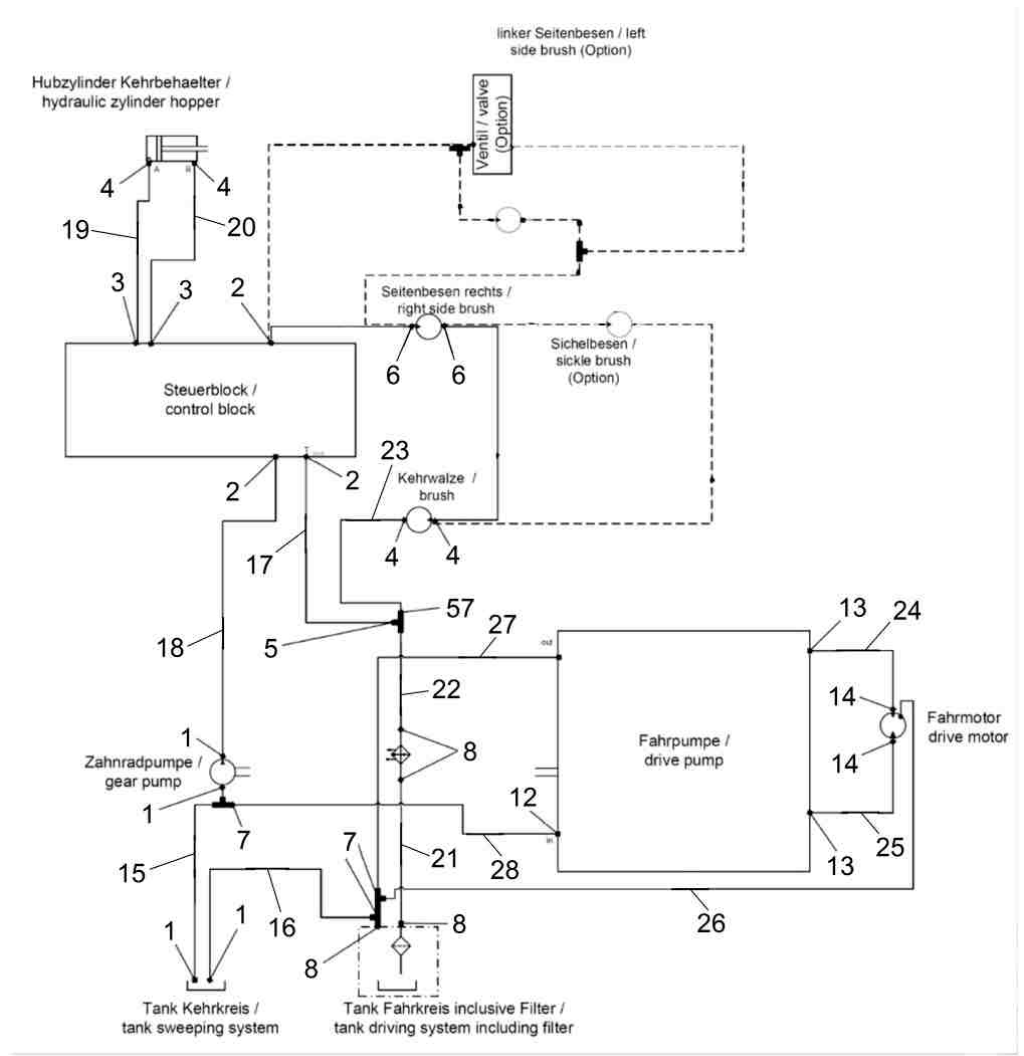 linker Seitenbesen / left
side brush (Option)
Hubzylinder Kehrbehaelter /
hydraulic zylinder hopper
Ventil / valve
(Option)
A
B
4
4
19
20
3
3
2
Seitenbesen rechts /
right side brush
6
6
Sichelbesen /
sickle brush
(Option)
Steuerblock /
control block
T
2
2
23
Kehrwalze /
brush
4
4
17
18
57
5
27
out
13
24
22
14
Fahrmotor
drive motor
14
1
Zahnradpumpe /
gear pump
8
Fahrpumpe /
drive pump
12
1
7
in
28
13
25
7
21
15
16
26
1
1
8
8
Tank Kehrkreis /
tank sweeping system
Tank Fahrkreis inclusive Filter /
tank driving system including filter